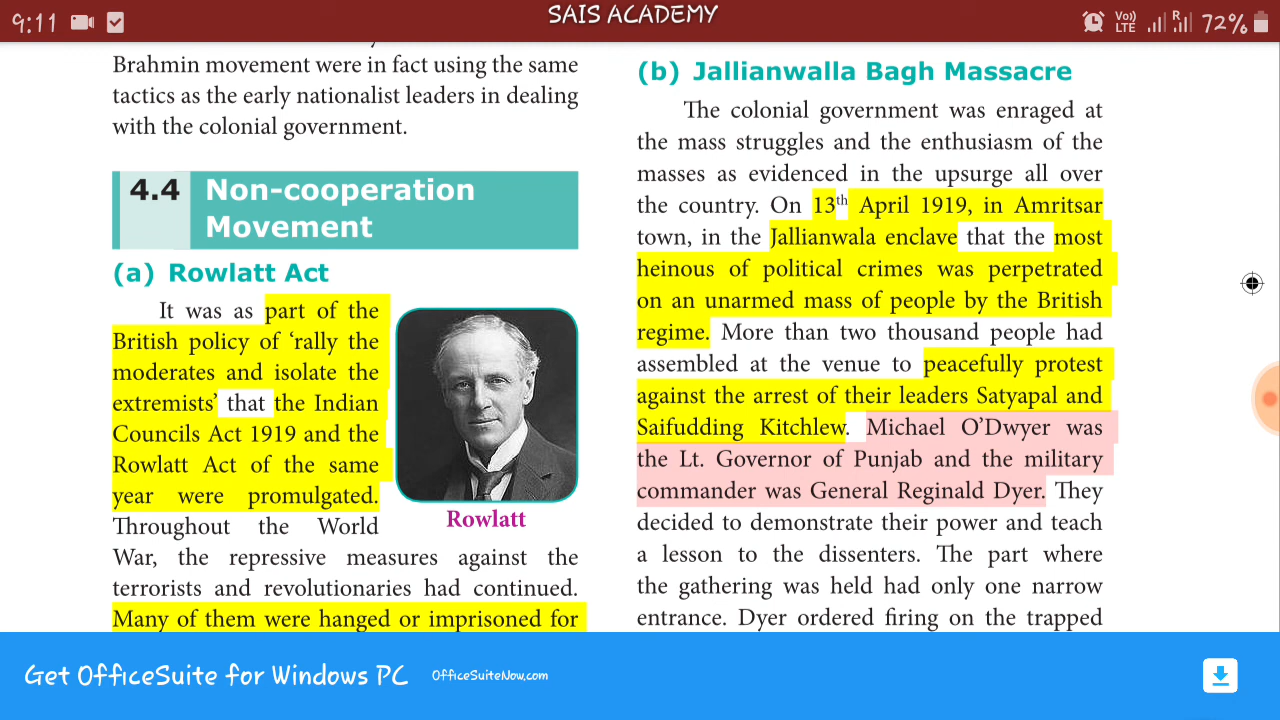 9:11
SAIS ACADEMY
Vo))
LTE
R
72%
Brahmin movement were in fact using the same
tactics as the early nationalist leaders in dealing
with the colonial government.
4.4 Non-cooperation
Movement
(a) Rowlatt Act
It was as part of the
British policy of ‘rally the
moderates and isolate the
extremists’ that the Indian
Councils Act 1919 and the
Rowlatt Act of the same
year were promulgated.
Throughout the World
Rowlatt
War, the repressive measures against the
terrorists and revolutionaries had continued.
Many of them were hanged or imprisoned for
(b) Jallianwalla Bagh Massacre
The colonial government was enraged at
the mass struggles and the enthusiasm of the
masses as evidenced in the upsurge all over
the country. On 13th April 1919, in Amritsar
town, in the Jallianwala enclave that the most
heinous of political crimes was perpetrated
on an unarmed mass of people by the British
regime. More than two thousand people had
assembled at the venue to peacefully protest
against the arrest of their leaders Satyapal and
Saifudding Kitchlew. Michael O’Dwyer was
the Lt. Governor of Punjab and the military
commander was General Reginald Dyer. They
decided to demonstrate their power and teach
a lesson to the dissenters. The part where
the gathering was held had only one narrow
entrance. Dyer ordered firing on the trapped
Get OfficeSuite for Windows PC OfficeSuiteNow.com